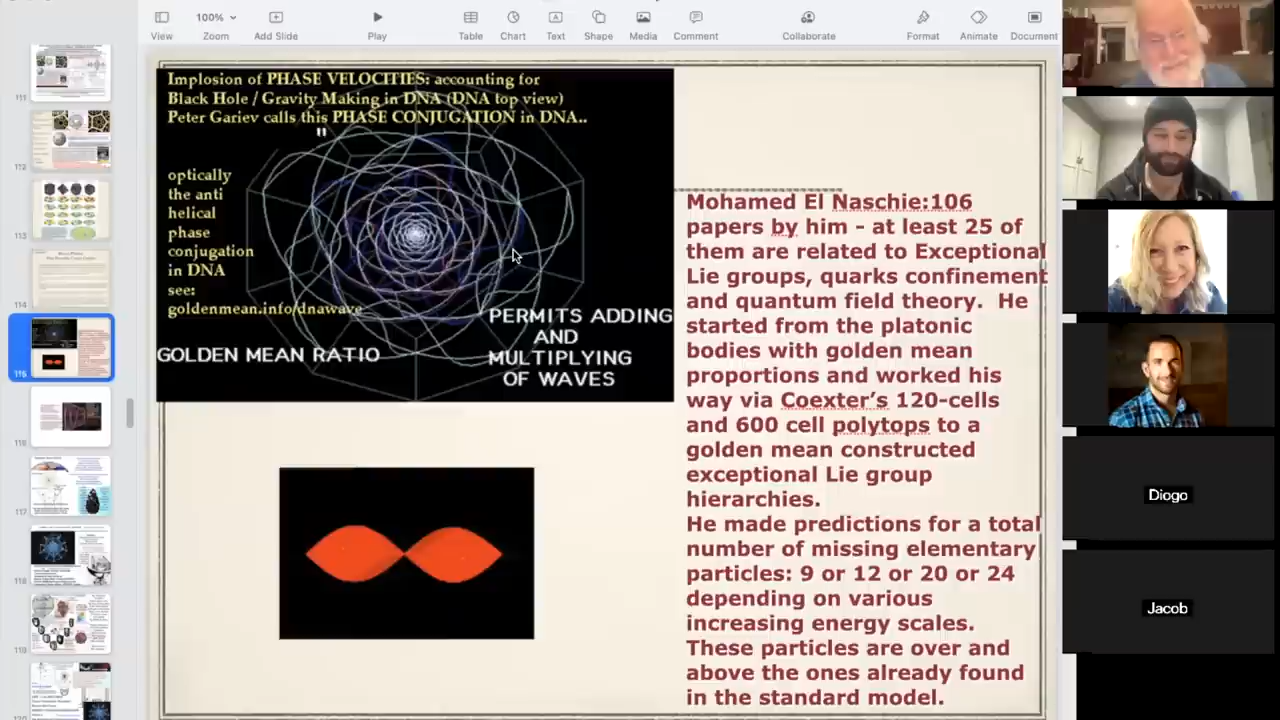 100%
View
Zoom
Add Slide
Play
Table
Chart
Text
Shape
Media
Comment
Collaborate
Format
Animate
Document
111
112
113
114
117
118
119
120
Implosion of PHASE VELOCITIES: accounting for
Black Hole / Gravity Making in DNA (DNA top view)
Peter Gariev calls this PHASE CONJUGATION in DNA..
"
optically
the anti
helical
phase
conjugation
in DNA
see:
goldenmean.info/dnawave
GOLDEN MEAN RATIO
PERMITS ADDING
AND
MULTIPLYING
OF WAVES
Mohamed El Naschie:106
papers by him - at least 25 of
them are related to Exceptional
Lie groups, quarks confinement
and quantum field theory. He
started from the platonic
bodies with golden mean
proportions and worked his
way via Coexter's 120-cells
and 600 cell polytops to a
golden mean constructed
exceptional Lie group
hierarchies.
He made predictions for a total
number of missing elementary
particles: 9 or 12 or 20 or 24
depending on various
increasing energy scales.
These particles are over and
above the ones already found
in the standard model.
Diogo
Jacob